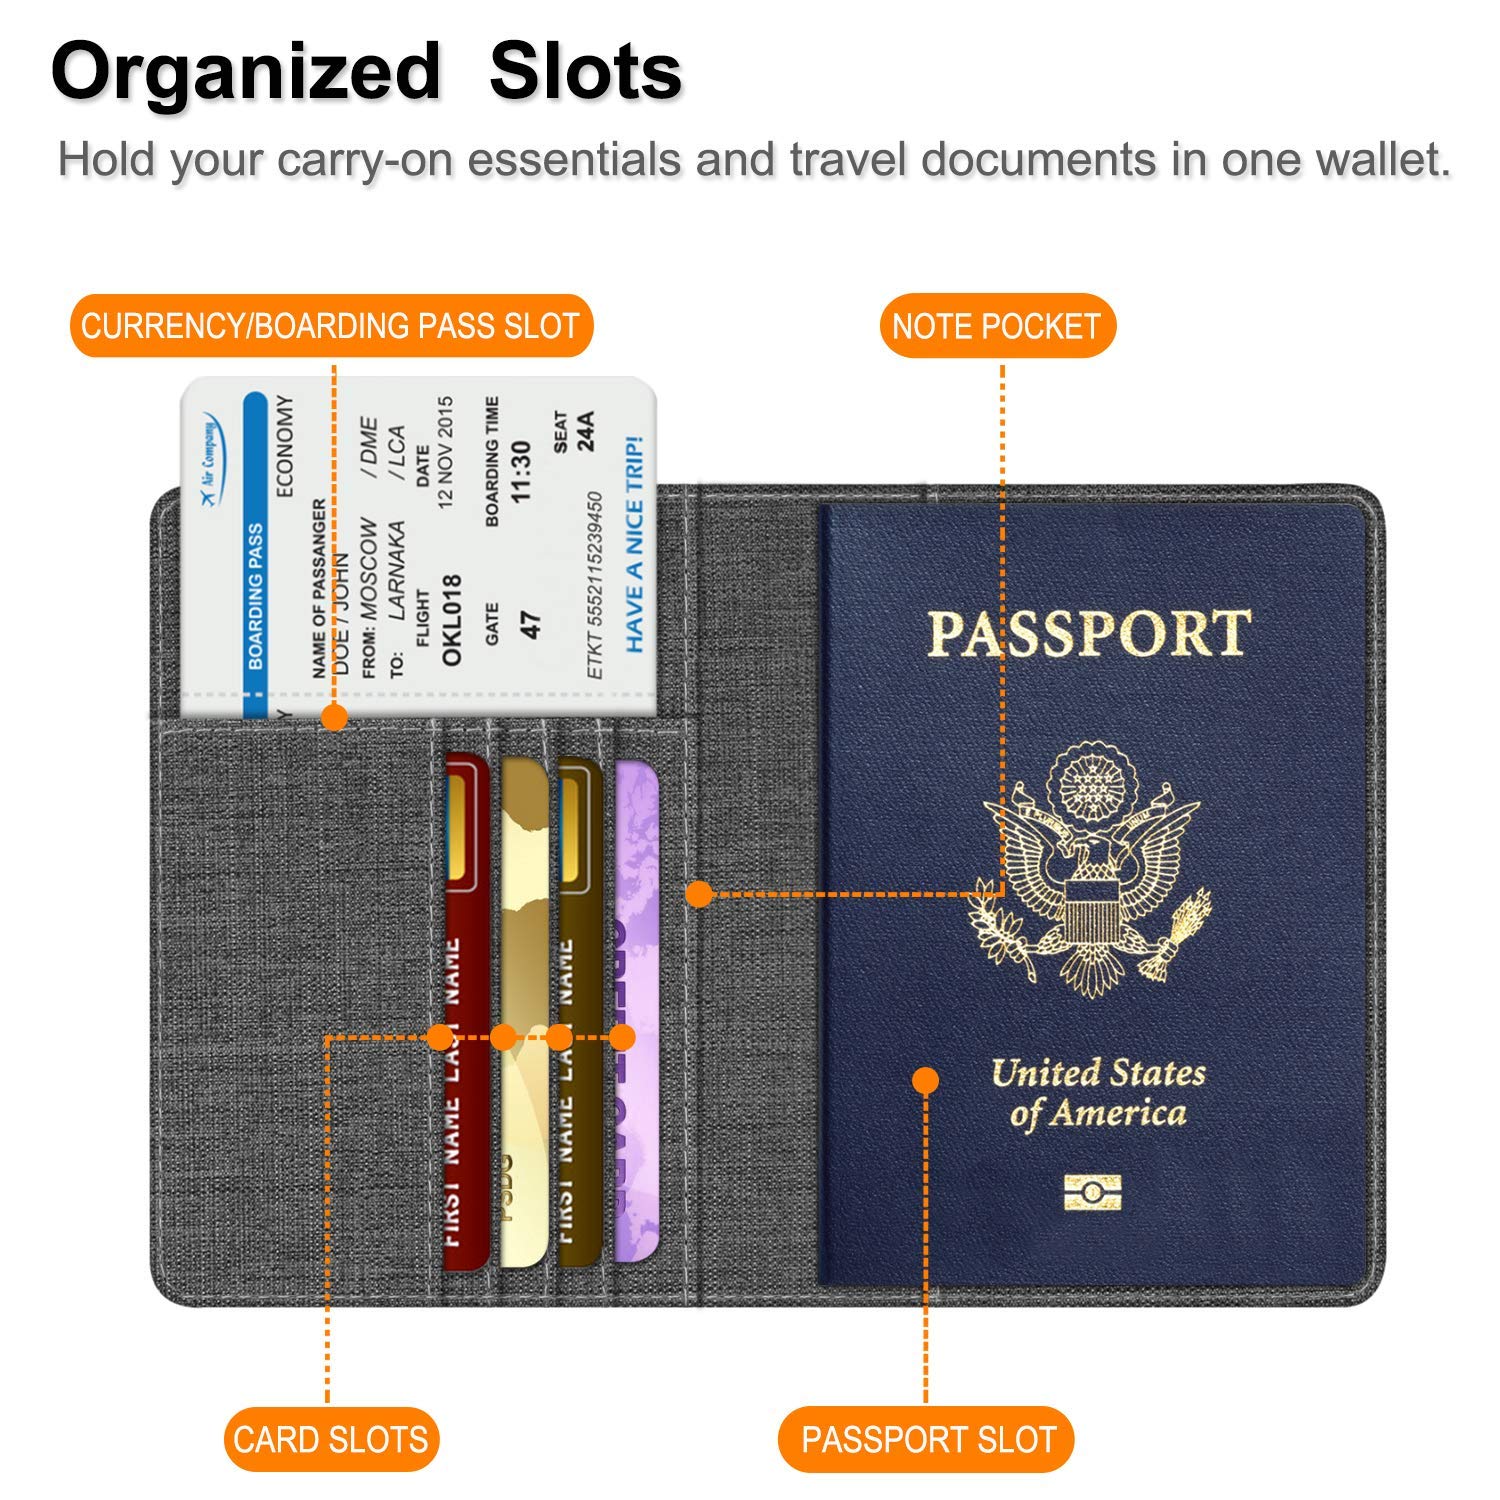 Organized Slots
Hold your carry-on essentials and travel documents in one wallet.
CURRENCY/BOARDING PASS SLOT
NOTE POCKET
Air Company
BOARDING PASS
ECONOMY
NAME OF PASSANGER
DOE / JOHN
FROM: MOSCOW / DME
TO: LARNAKA / LCA
FLIGHT DATE
OKL018 12 NOV 2015
GATE BOARDING TIME
47 11:30
SEAT
24A
ETKT 5552115239450
HAVE A NICE TRIP!
FIRST NAME LAST NAME
PSDG
FIRST NAME LAST NAME
CREDIT CARD
PASSPORT
United States
of America
CARD SLOTS
PASSPORT SLOT